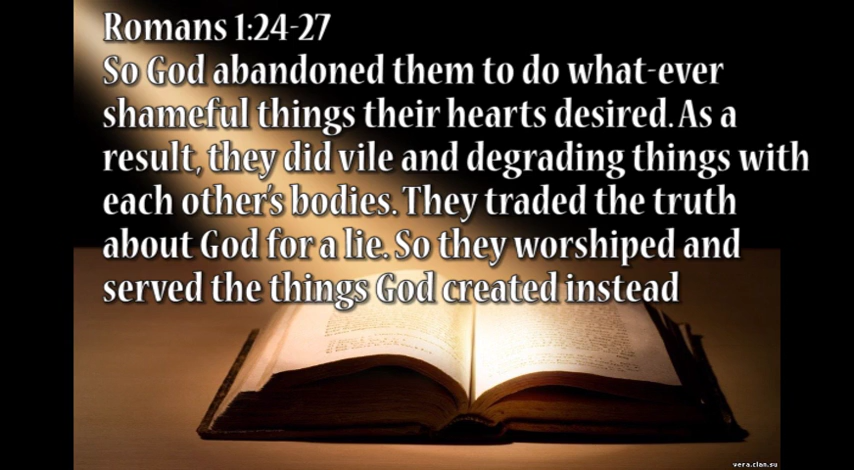 Romans 1:24-27
So God abandoned them to do what-ever
shameful things their hearts desired. As a
result, they did vile and degrading things with
each other's bodies. They traded the truth
about God for a lie. So they worshiped and
served the things God created instead
vera.clan.su